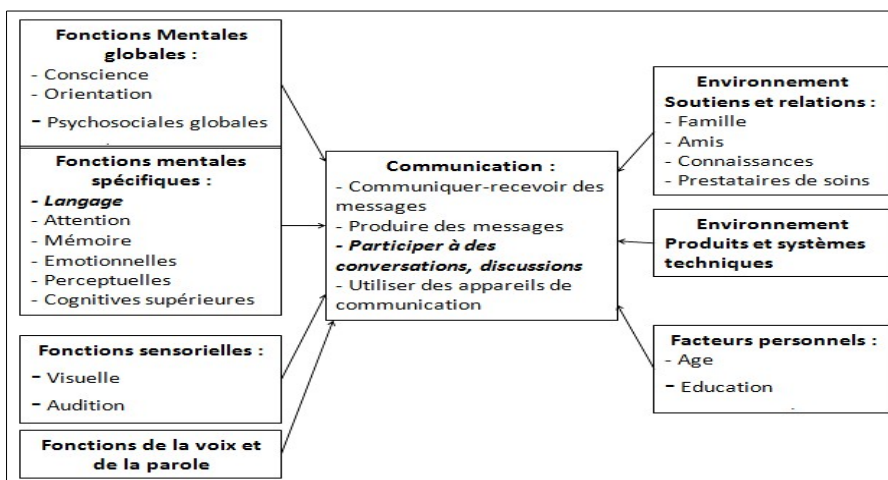 Fonctions Mentales
globales :
- Conscience
- Orientation
- Psychosociales globales
Fonctions mentales
spécifiques :
- Langage
- Attention
- Mémoire
- Emotionnelles
- Perceptuelles
- Cognitives supérieures
Fonctions sensorielles :
- Visuelle
- Audition
Fonctions de la voix et
de la parole
Communication :
- Communiquer-recevoir des
messages
- Produire des messages
- Participer à des
conversations, discussions
- Utiliser des appareils de
communication
Environnement
Soutiens et relations :
- Famille
- Amis
- Connaissances
- Prestataires de soins
Environnement
Produits et systèmes
techniques
Facteurs personnels :
- Age
- Education